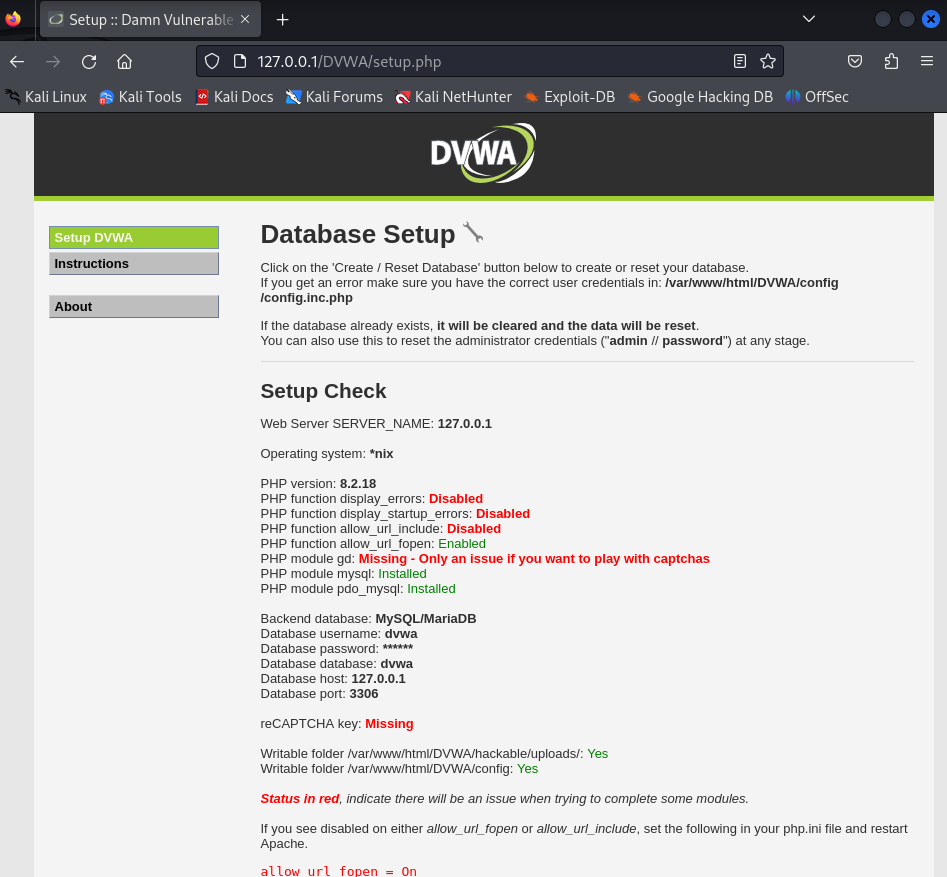 Setup :: Damn Vulnerable
127.0.0.1/DVWA/setup.php
Kali Linux Kali Tools Kali Docs Kali Forums Kali NetHunter Exploit-DB Google Hacking DB OffSec
DVWA
Setup DVWA
Instructions
About
Database Setup
Click on the 'Create / Reset Database' button below to create or reset your database.
If you get an error make sure you have the correct user credentials in: /var/www/html/DVWA/config
/config.inc.php
If the database already exists, it will be cleared and the data will be reset.
You can also use this to reset the administrator credentials ("admin // password") at any stage.
Setup Check
Web Server SERVER_NAME: 127.0.0.1
Operating system: *nix
PHP version: 8.2.18
PHP function display_errors: Disabled
PHP function display_startup_errors: Disabled
PHP function allow_url_include: Disabled
PHP function allow_url_fopen: Enabled
PHP module gd: Missing - Only an issue if you want to play with captchas
PHP module mysql: Installed
PHP module pdo_mysql: Installed
Backend database: MySQL/MariaDB
Database username: dvwa
Database password: ******
Database database: dvwa
Database host: 127.0.0.1
Database port: 3306
reCAPTCHA key: Missing
Writable folder /var/www/html/DVWA/hackable/uploads/: Yes
Writable folder /var/www/html/DVWA/config: Yes
Status in red, indicate there will be an issue when trying to complete some modules.
If you see disabled on either allow_url_fopen or allow_url_include, set the following in your php.ini file and restart
Apache.
allow_url_fopen = On